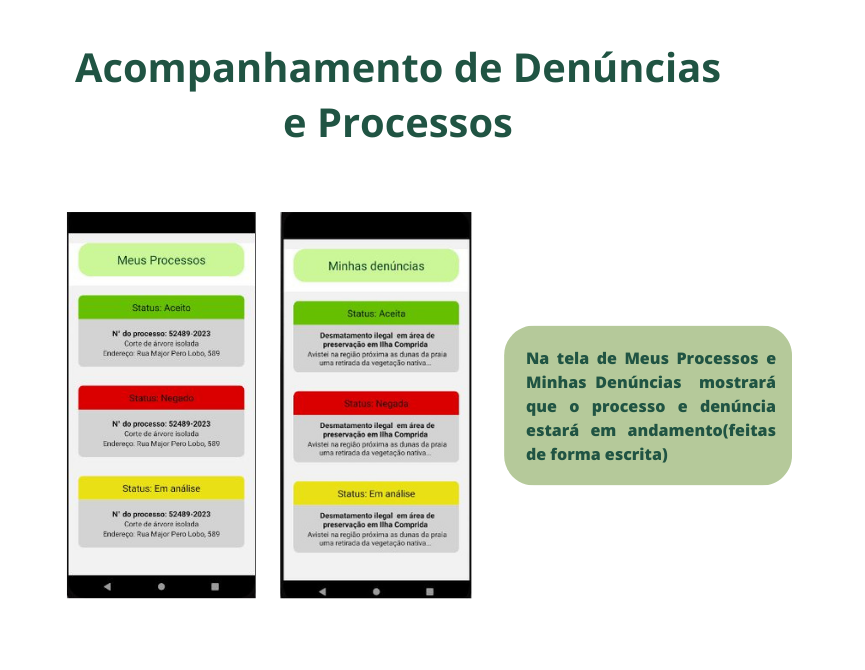 Acompanhamento de Denúncias
e Processos
Meus Processos
Status: Aceito
N° do processo: 52489-2023
Corte de árvore isolada
Endereço: Rua Major Pero Lobo, 589
Status: Negado
N° do processo: 52489-2023
Corte de árvore isolada
Endereço: Rua Major Pero Lobo, 589
Status: Em análise
N° do processo: 52489-2023
Corte de árvore isolada
Endereço: Rua Major Pero Lobo, 589
Minhas denúncias
Status: Aceita
Desmatamento ilegal em área de
preservação em Ilha Comprida
Avistei na região próxima as dunas da praia
uma retirada da vegetação nativa...
Status: Negada
Desmatamento ilegal em área de
preservação em Ilha Comprida
Avistei na região próxima as dunas da praia
uma retirada da vegetação nativa...
Status: Em análise
Desmatamento ilegal em área de
preservação em Ilha Comprida
Avistei na região próxima as dunas da praia
uma retirada da vegetação nativa...
Na tela de Meus Processos e
Minhas Denúncias mostrará
que o processo e denúncia
estará em andamento(feitas
de forma escrita)